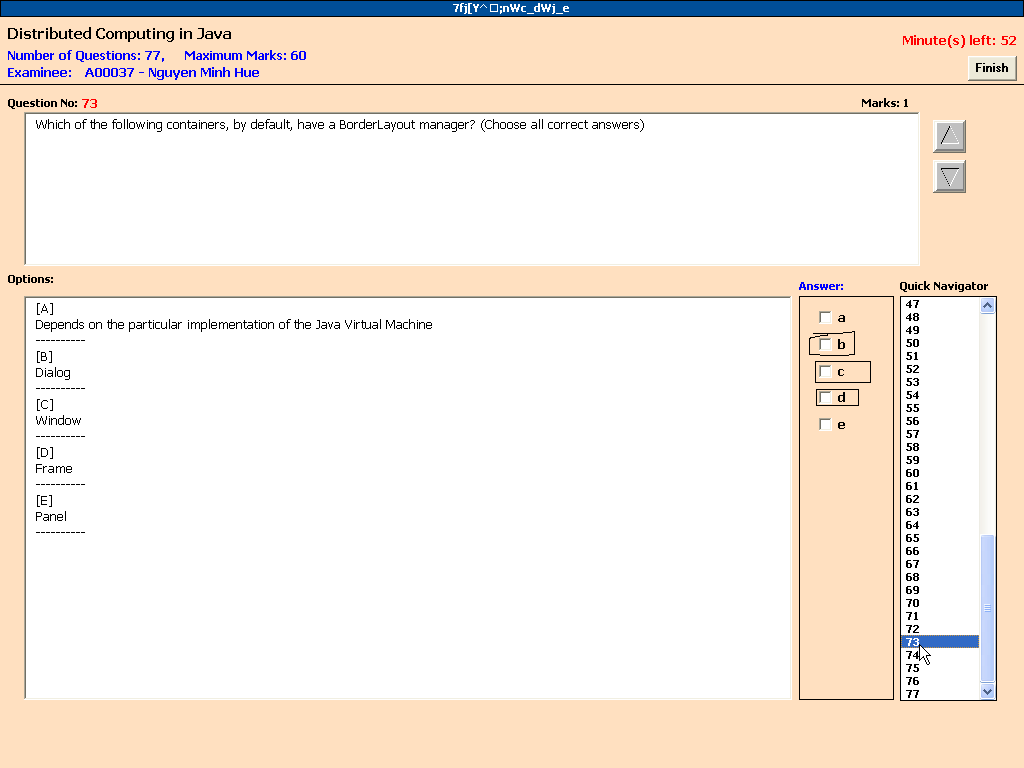 7fj[Y^ □;nWc_dWj_e
Distributed Computing in Java
Number of Questions: 77, Maximum Marks: 60
Minute(s) left: 52
Examinee: A00037 - Nguyen Minh Hue
Finish
Question No: 73
Marks: 1
Which of the following containers, by default, have a BorderLayout manager? (Choose all correct answers)
Options:
[A]
Depends on the particular implementation of the Java Virtual Machine
----------
[B]
Dialog
----------
[C]
Window
----------
[D]
Frame
----------
[E]
Panel
----------
Answer:
a
b
c
d
e
Quick Navigator
47
48
49
50
51
52
53
54
55
56
57
58
59
60
61
62
63
64
65
66
67
68
69
70
71
72
73
74
75
76
77